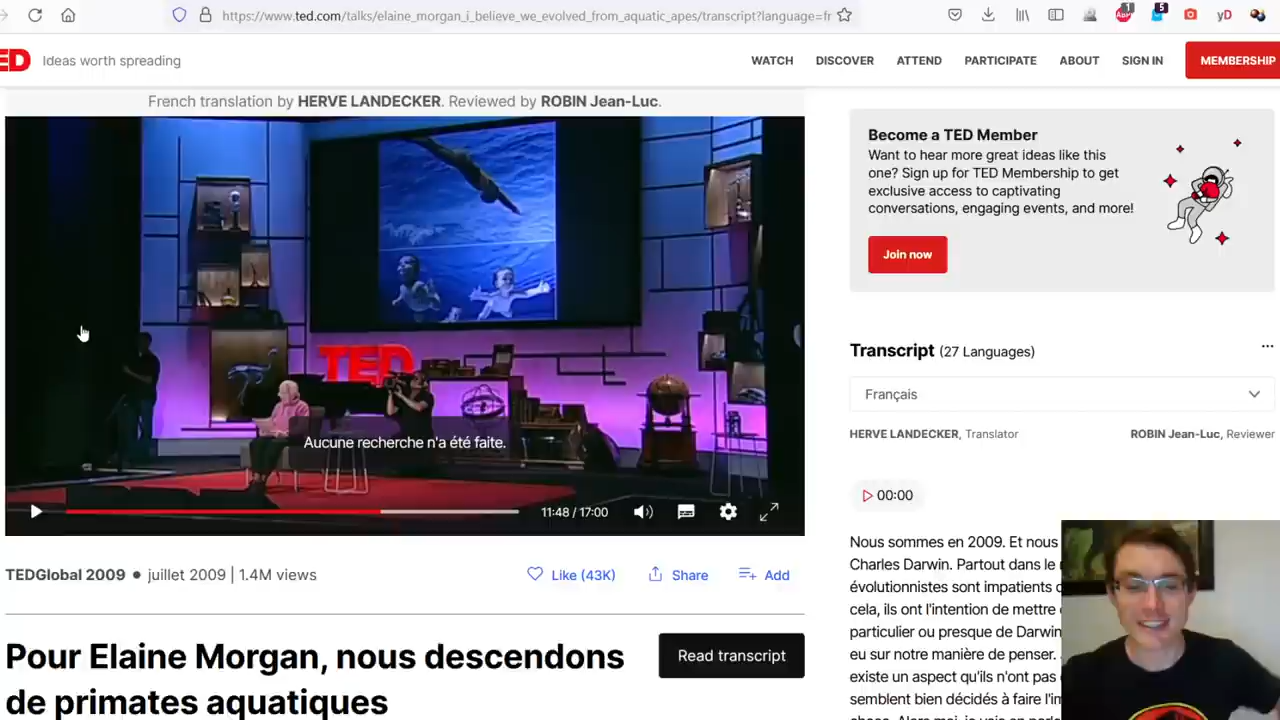 https://www.ted.com/talks/elaine_morgan_i_believe_we_evolved_from_aquatic_apes/transcript?language=fr
1
5
yD
ED
Ideas worth spreading
WATCH
DISCOVER
ATTEND
PARTICIPATE
ABOUT
SIGN IN
MEMBERSHIP
French translation by HERVE LANDECKER. Reviewed by ROBIN Jean-Luc.
TED
Aucune recherche n'a été faite.
11:48 / 17:00
TEDGlobal 2009 • juillet 2009 | 1.4M views
Like (43K)
Share
Add
Pour Elaine Morgan, nous descendons
de primates aquatiques
Read transcript
Become a TED Member
Want to hear more great ideas like this
one? Sign up for TED Membership to get
exclusive access to captivating
conversations, engaging events, and more!
Join now
Transcript (27 Languages)
Français
HERVE LANDECKER, Translator
ROBIN Jean-Luc, Reviewer
00:00
Nous sommes en 2009. Et nous
Charles Darwin. Partout dans le
évolutionnistes sont impatients
cela, ils ont l'intention de mettre
particulier ou presque de Darwin
eu sur notre manière de penser.
existe un aspect qu'ils n'ont pas
semblent bien décidés à faire